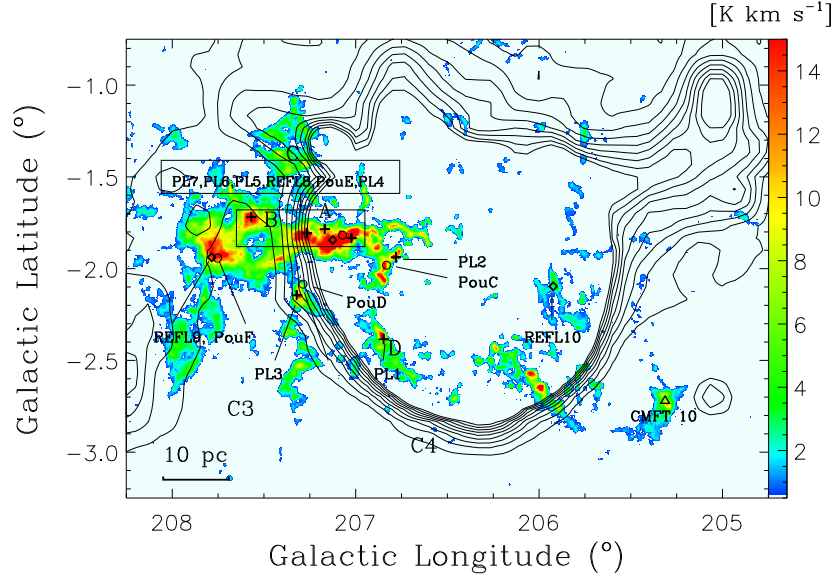 [K km s⁻¹]
14
12
10
8
6
4
2
Galactic Latitude (°)
−1.0
−1.5
−2.0
−2.5
−3.0
PE7,PL6,PL5,REFL8,PouE,PL4
A
B
PL2
PouC
PouD
REFL9, PouF
REFL10
D
PL3
PL1
C3
CMFT 10
C4
10 pc
208
207
206
205
Galactic Longitude (°)